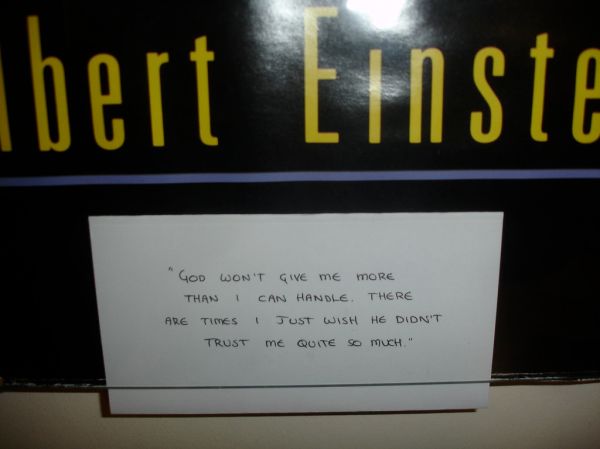 lbert Einste
"GOD WON'T GIVE ME MORE
THAN I CAN HANDLE. THERE
ARE TIMES I JUST WISH HE DIDN'T
TRUST ME QUITE SO MUCH."